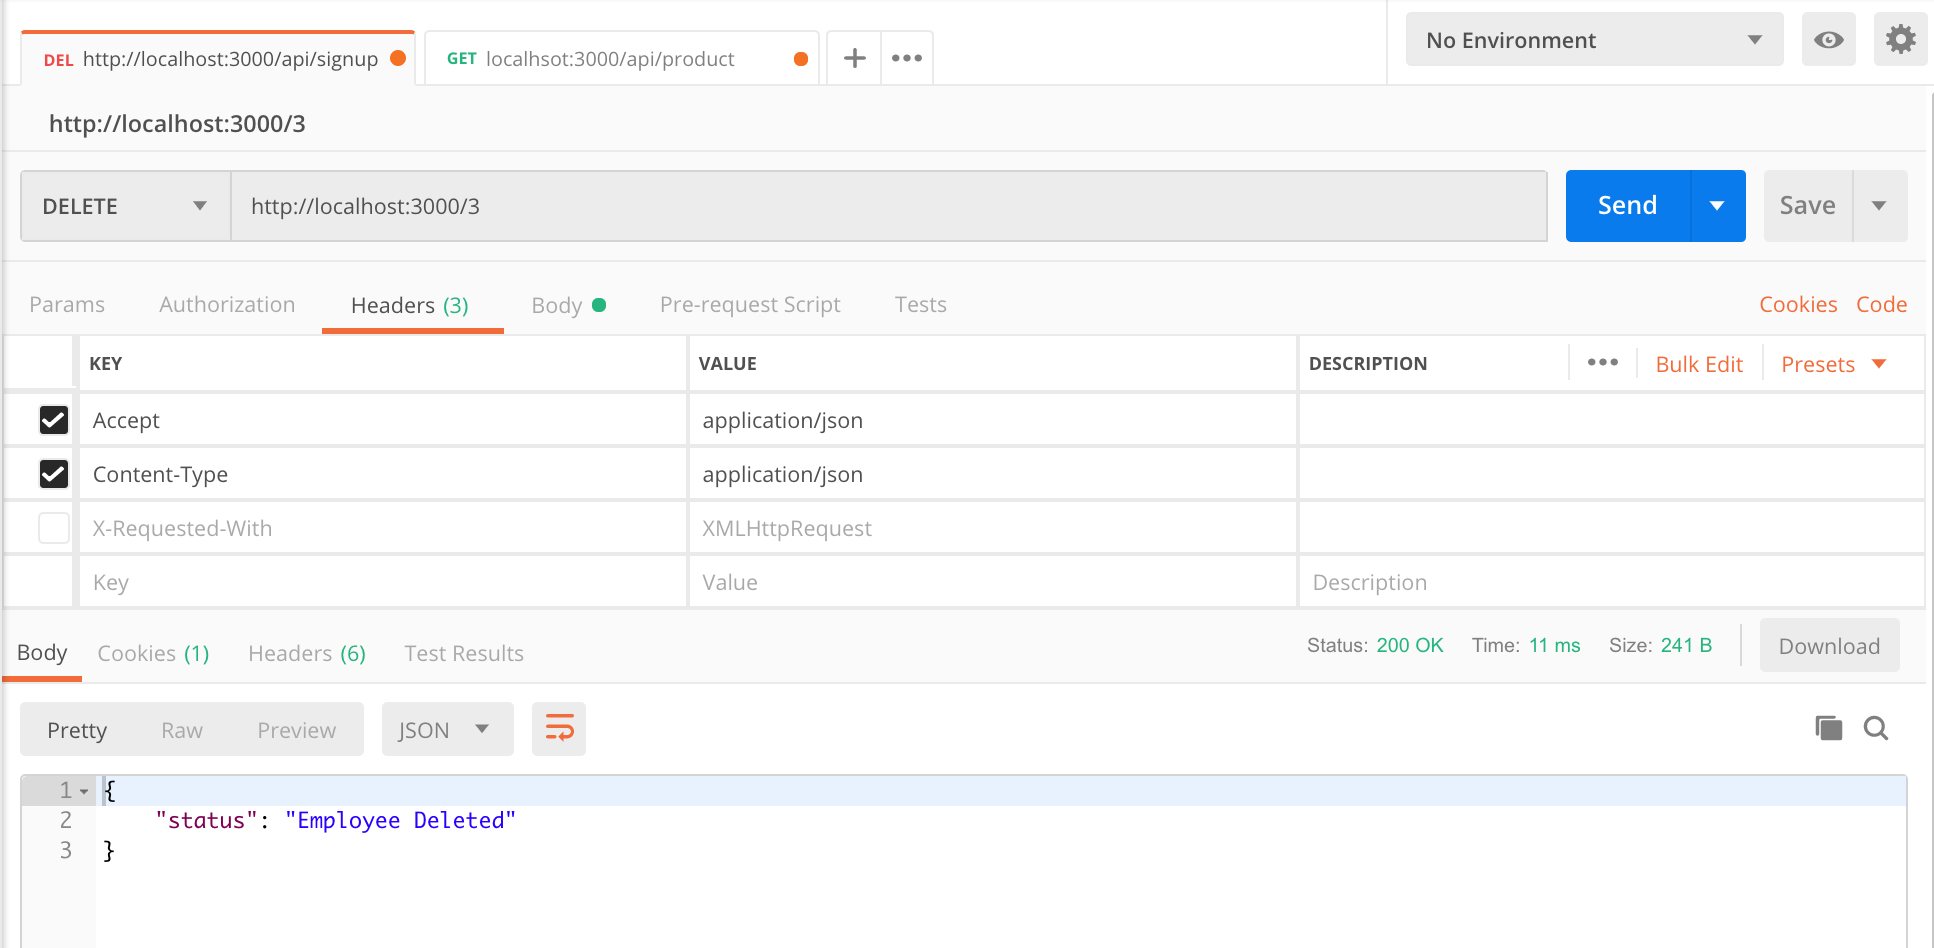 DEL http://localhost:3000/api/signup GET localhsot:3000/api/product No Environment
http://localhost:3000/3
DELETE http://localhost:3000/3 Send Save
Params Authorization Headers (3) Body Pre-request Script Tests Cookies Code
KEY VALUE DESCRIPTION Bulk Edit Presets
Accept application/json
Content-Type application/json
X-Requested-With XMLHttpRequest
Key Value Description
Body Cookies (1) Headers (6) Test Results Status: 200 OK Time: 11 ms Size: 241 B Download
Pretty Raw Preview JSON
1 {
2 "status": "Employee Deleted"
3 }